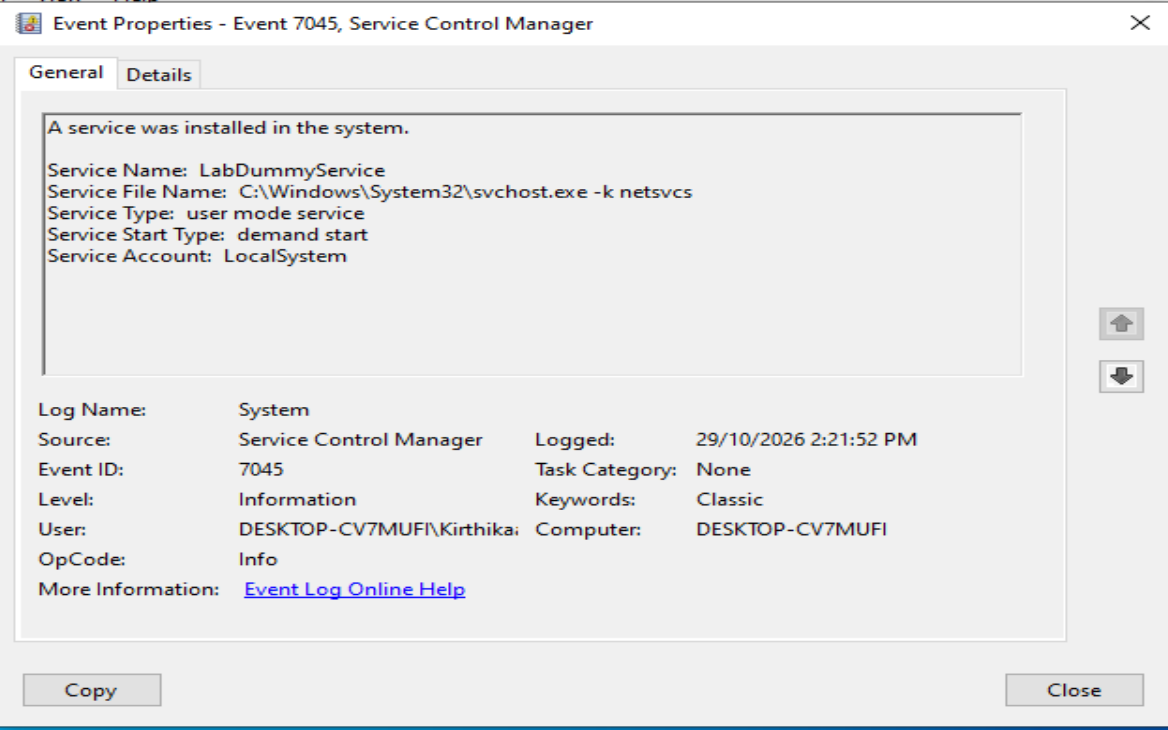 Event Properties - Event 7045, Service Control Manager
General Details
A service was installed in the system.
Service Name: LabDummyService
Service File Name: C:\Windows\System32\svchost.exe -k netsvcs
Service Type: user mode service
Service Start Type: demand start
Service Account: LocalSystem
Log Name: System
Source: Service Control Manager Logged: 29/10/2026 2:21:52 PM
Event ID: 7045 Task Category: None
Level: Information Keywords: Classic
User: DESKTOP-CV7MUFI\Kirthika Computer: DESKTOP-CV7MUFI
OpCode: Info
More Information: Event Log Online Help
Copy Close